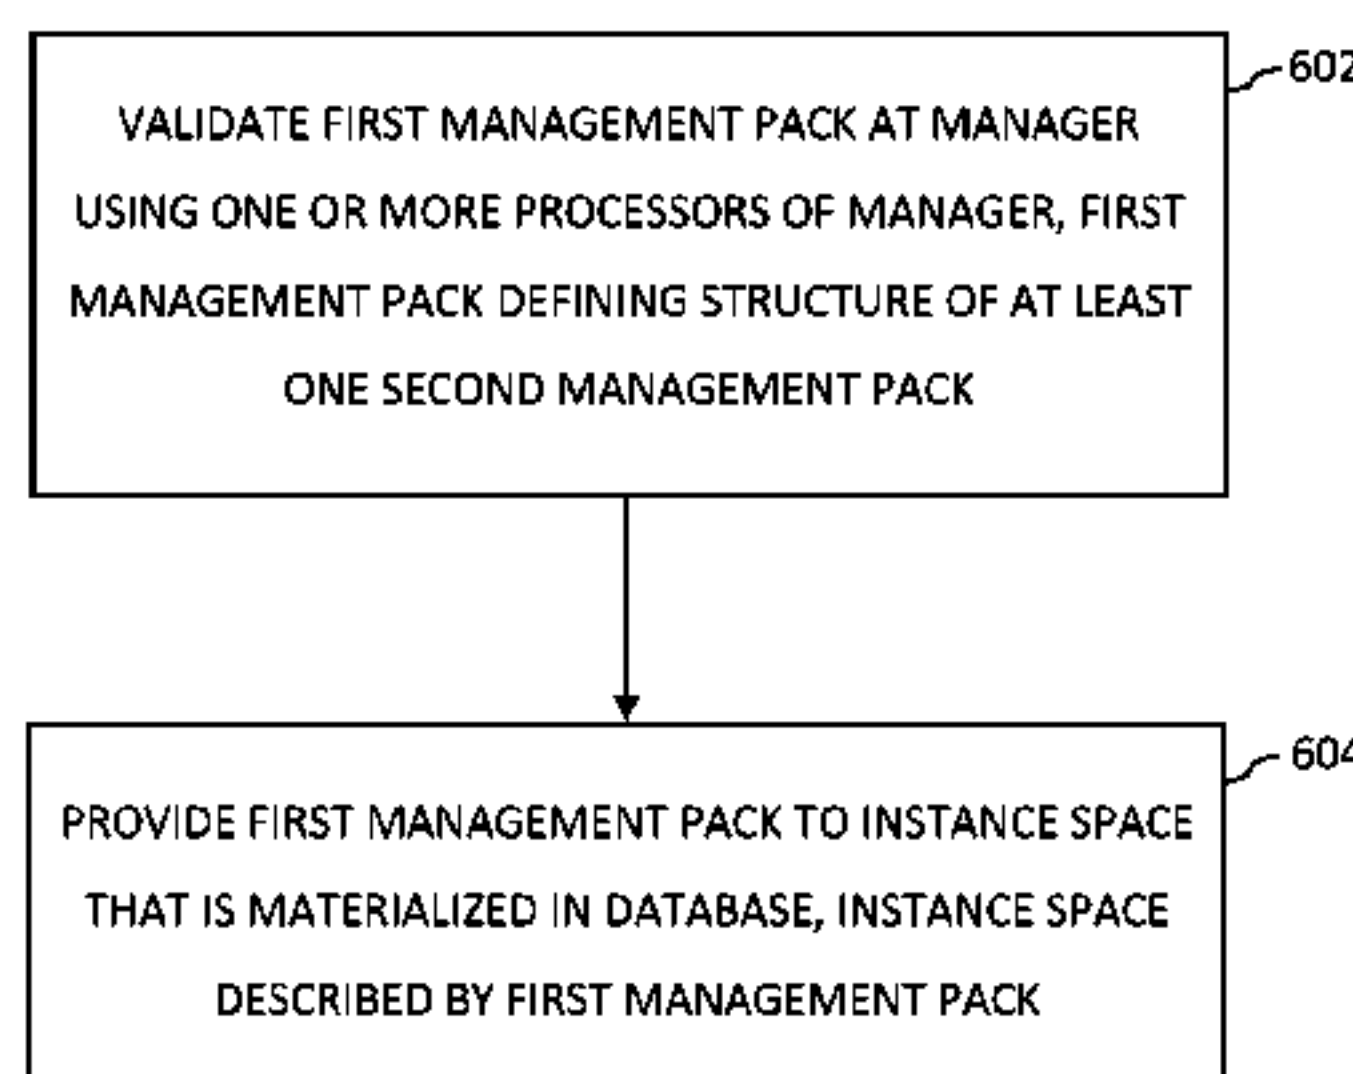 602
VALIDATE FIRST MANAGEMENT PACK AT MANAGER
USING ONE OR MORE PROCESSORS OF MANAGER, FIRST
MANAGEMENT PACK DEFINING STRUCTURE OF AT LEAST
ONE SECOND MANAGEMENT PACK
604
PROVIDE FIRST MANAGEMENT PACK TO INSTANCE SPACE
THAT IS MATERIALIZED IN DATABASE, INSTANCE SPACE
DESCRIBED BY FIRST MANAGEMENT PACK